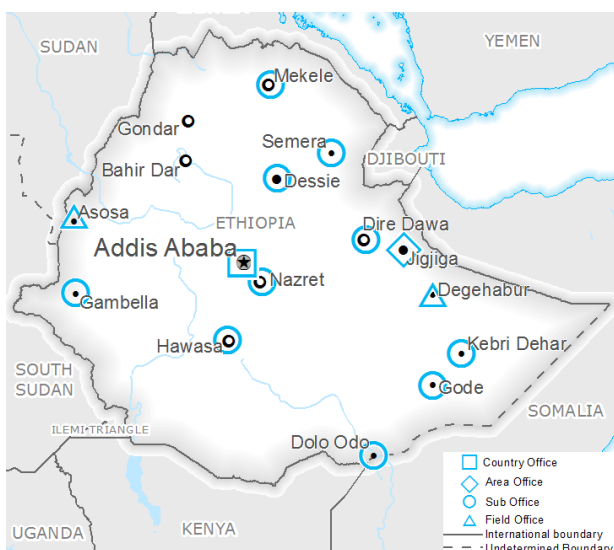 SUDAN
YEMEN
Mekele
Gondar
Semera
DJIBOUTI
Bahir Dar
Dessie
Asosa
ETHIOPIA
Dire Dawa
Addis Ababa
Jigjiga
Nazret
Degehabur
Gambella
Hawasa
Kebri Dehar
SOUTH
SUDAN
Gode
SOMALIA
ILEMI TRIANGLE
Dolo Odo
Country Office
Area Office
Sub Office
Field Office
International boundary
Undetermined Boundary
UGANDA
KENYA